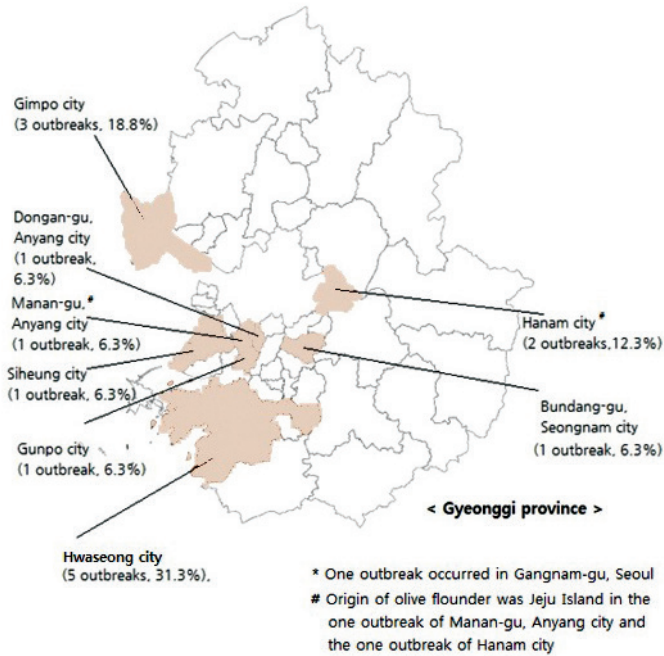 Gimpo city
(3 outbreaks, 18.8%)
Dongan-gu,
Anyang city
(1 outbreak,
6.3%)
Manan-gu,#
Anyang city
(1 outbreak, 6.3%)
Siheung city
(1 outbreak, 6.3%)
Gunpo city
(1 outbreak, 6.3%)
Hwaseong city
(5 outbreaks, 31.3%).
Hanam city #
(2 outbreaks,12.3%)
Bundang-gu,
Seongnam city
(1 outbreak, 6.3%)
< Gyeonggi province >
* One outbreak occurred in Gangnam-gu, Seoul
# Origin of olive flounder was Jeju Island in the
one outbreak of Manan-gu, Anyang city and
the one outbreak of Hanam city